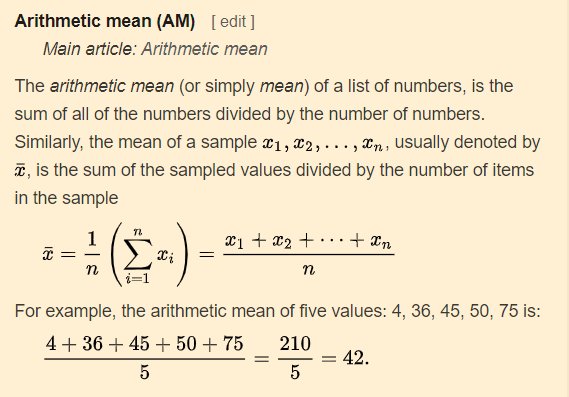 Arithmetic mean (AM) [ edit ]
Main article: Arithmetic mean
The arithmetic mean (or simply mean) of a list of numbers, is the
sum of all of the numbers divided by the number of numbers.
Similarly, the mean of a sample x₁, x₂, . . . , xₙ, usually denoted by
x̄, is the sum of the sampled values divided by the number of items
in the sample
x̄ = 1/n (∑ᵢ₌₁ⁿ xᵢ) = (x₁ + x₂ + ⋯ + xₙ)/n
For example, the arithmetic mean of five values: 4, 36, 45, 50, 75 is:
(4 + 36 + 45 + 50 + 75)/5 = 210/5 = 42.